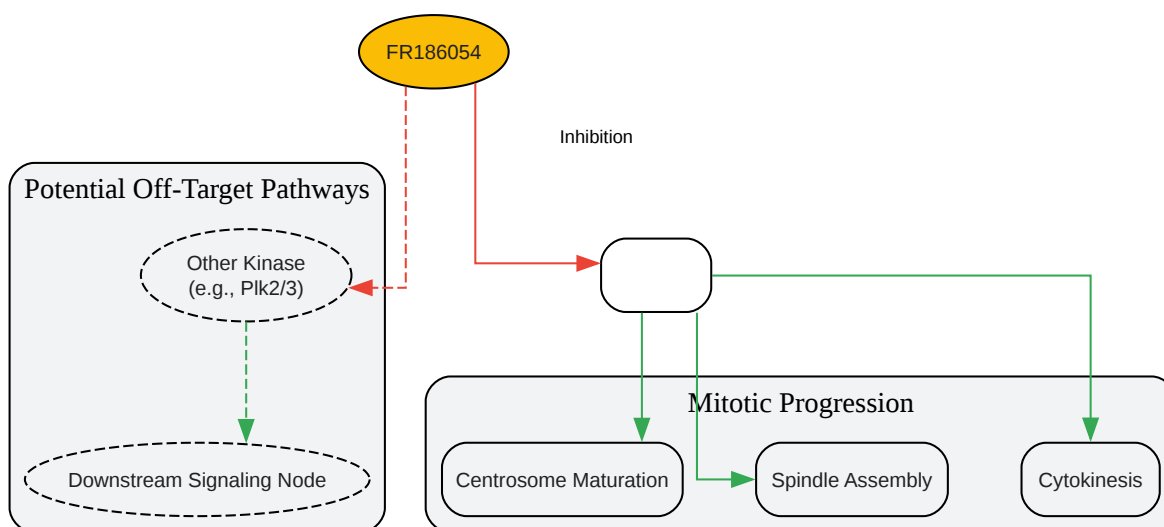 FR186054
Inhibition
Potential Off-Target Pathways
Other Kinase
(e.g., Plk2/3)
Downstream Signaling Node
Mitotic Progression
Centrosome Maturation
Spindle Assembly
Cytokinesis